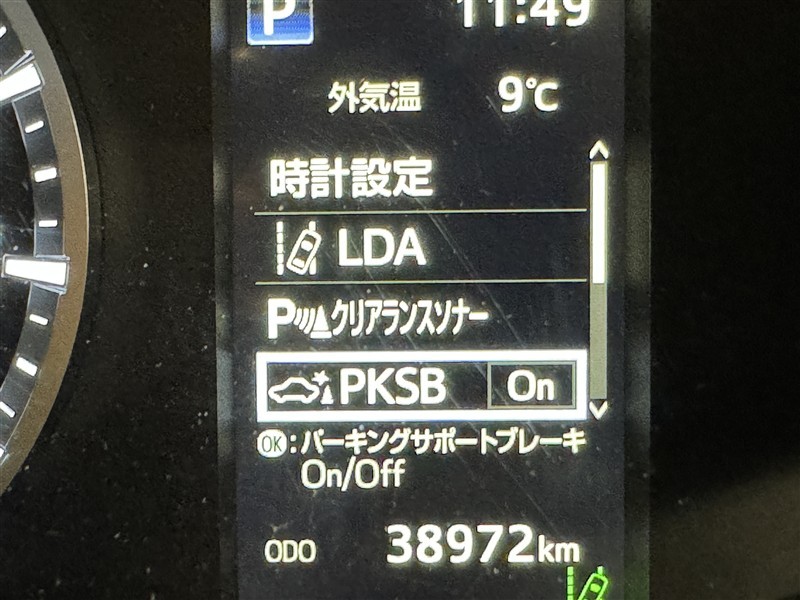 P 11:49
外気温 9℃
時計設定
LDA
Pクリアランスソナー
PKSB On
OK:パーキングサポートブレーキ
On/Off
ODO 38972km